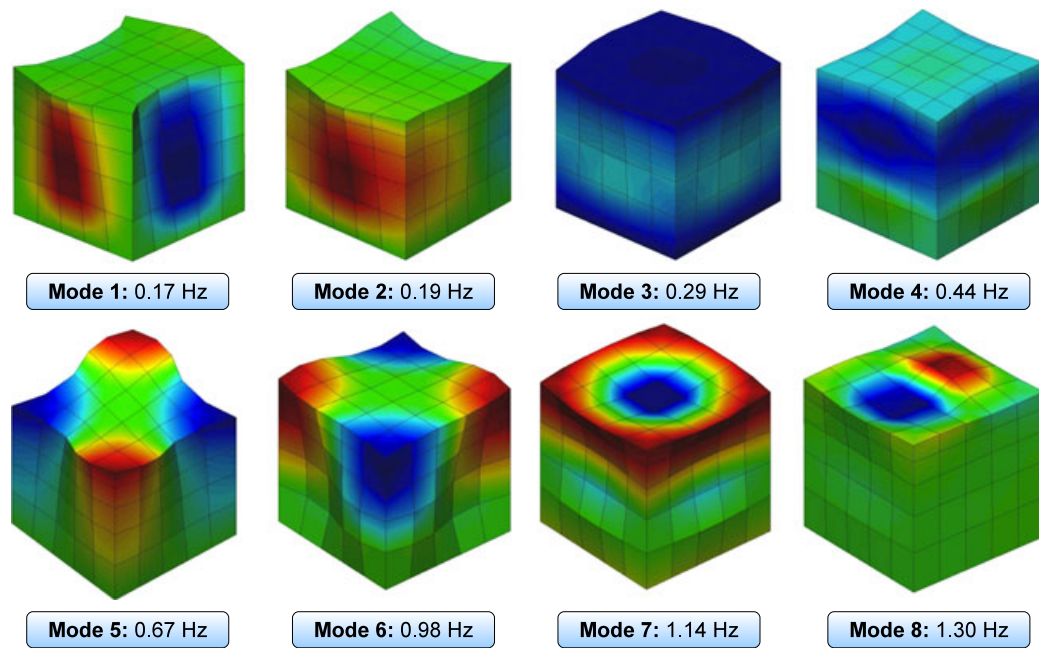 Mode 1: 0.17 Hz
Mode 2: 0.19 Hz
Mode 3: 0.29 Hz
Mode 4: 0.44 Hz
Mode 5: 0.67 Hz
Mode 6: 0.98 Hz
Mode 7: 1.14 Hz
Mode 8: 1.30 Hz